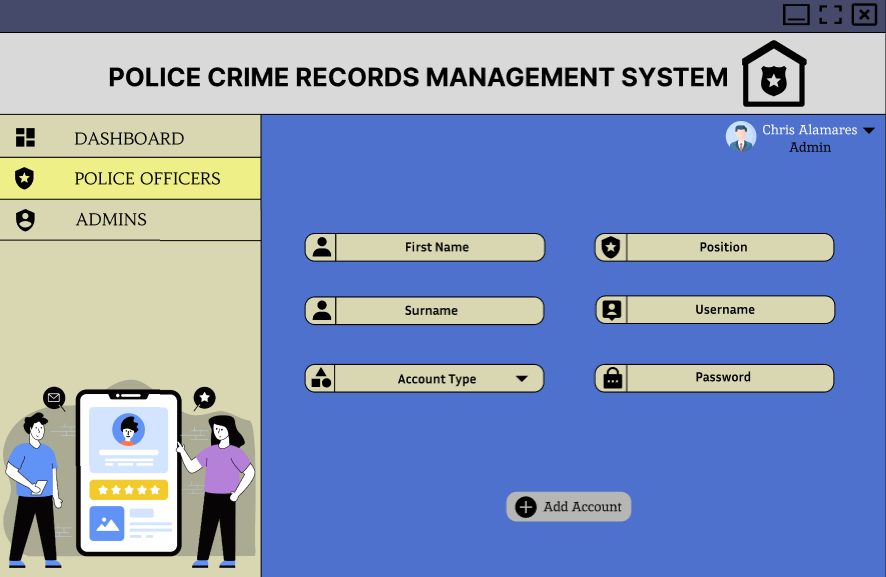 POLICE CRIME RECORDS MANAGEMENT SYSTEM
DASHBOARD
POLICE OFFICERS
ADMINS
Chris Alamares
Admin
First Name
Position
Surname
Username
Account Type
Password
Add Account